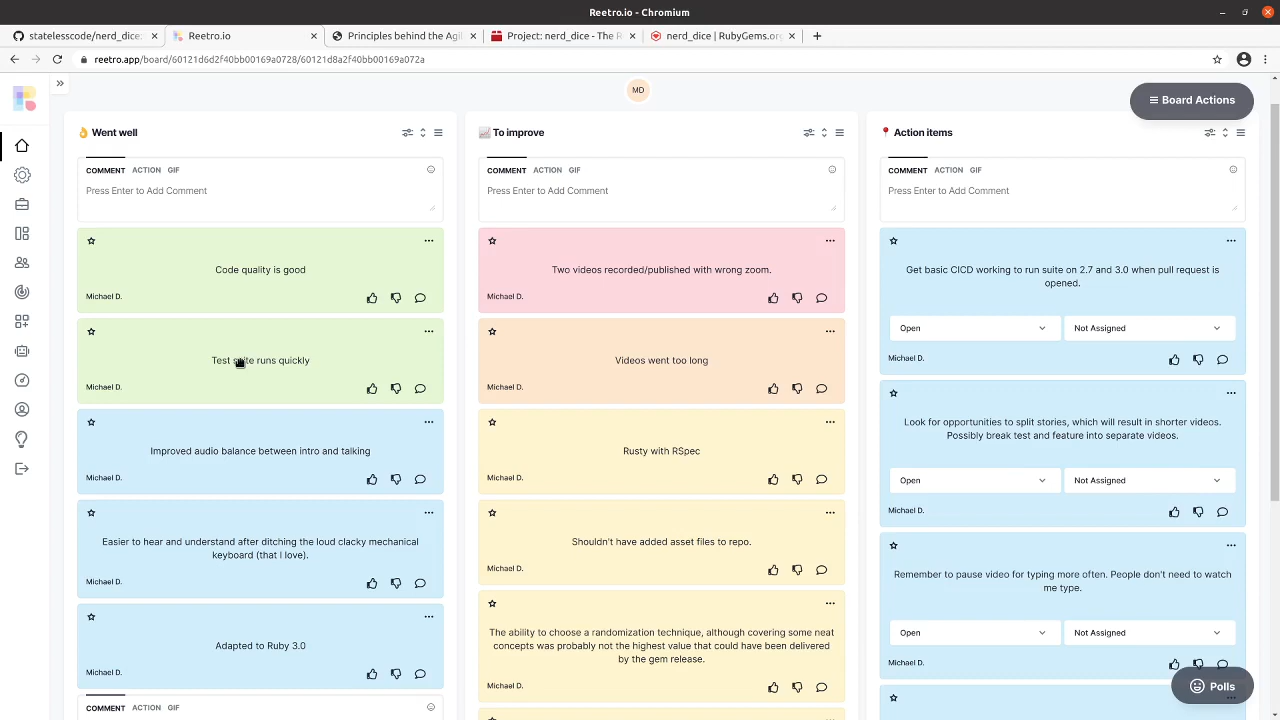 Reetro.io - Chromium
statelesscode/nerd_dice:
Reetro.io
Principles behind the Agil
Project: nerd_dice - The R
nerd_dice | RubyGems.org
reetro.app/board/60121d6d2f40bb00169a0728/60121d8a2f40bb00169a072a
MD
Board Actions
Went well
COMMENT ACTION GIF
Press Enter to Add Comment
Code quality is good
Michael D.
Test suite runs quickly
Michael D.
Improved audio balance between intro and talking
Michael D.
Easier to hear and understand after ditching the loud clacky mechanical
keyboard (that I love).
Michael D.
Adapted to Ruby 3.0
Michael D.
COMMENT ACTION GIF
To improve
COMMENT ACTION GIF
Press Enter to Add Comment
Two videos recorded/published with wrong zoom.
Michael D.
Videos went too long
Michael D.
Rusty with RSpec
Michael D.
Shouldn't have added asset files to repo.
Michael D.
The ability to choose a randomization technique, although covering some neat
concepts was probably not the highest value that could have been delivered
by the gem release.
Michael D.
Action items
COMMENT ACTION GIF
Press Enter to Add Comment
Get basic CICD working to run suite on 2.7 and 3.0 when pull request is
opened.
Open Not Assigned
Michael D.
Look for opportunities to split stories, which will result in shorter videos.
Possibly break test and feature into separate videos.
Open Not Assigned
Michael D.
Remember to pause video for typing more often. People don't need to watch
me type.
Open Not Assigned
Michael D.
Polls